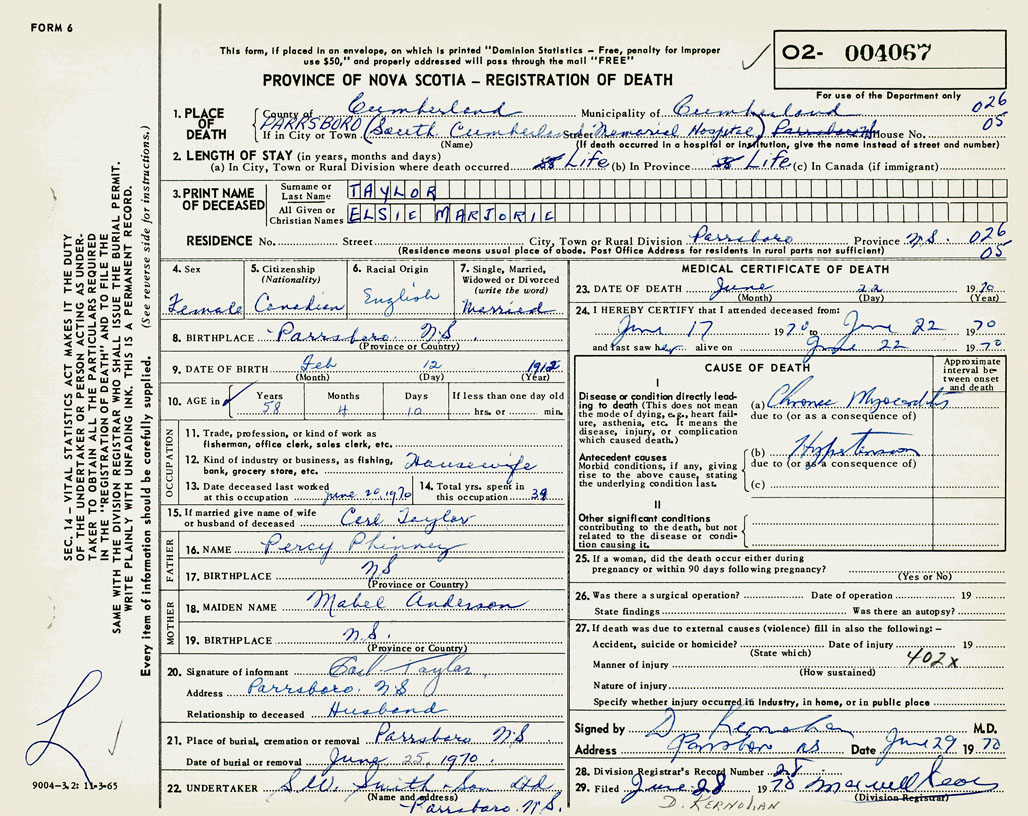 FORM 6
This form, if placed in an envelope, on which is printed "Dominion Statistics – Free, penalty for improper
use $50," and properly addressed will pass through the mail "FREE"
PROVINCE OF NOVA SCOTIA – REGISTRATION OF DEATH
O2- 004067
For use of the Department only
026
05
1. PLACE OF DEATH
County of Cumberland Municipality of Cumberland
If in City or Town PARRSBORO (South Cumberland Street Memorial Hospital) Parrsboro House No.
(Name) (If death occurred in a hospital or institution, give the name instead of street and number)
2. LENGTH OF STAY (in years, months and days)
(a) In City, Town or Rural Division where death occurred 58 Life (b) In Province 58 Life (c) In Canada (if immigrant)
3. PRINT NAME OF DECEASED
Surname or Last Name TAYLOR
All Given or Christian Names ELSIE MARJORIE
RESIDENCE No. Street City, Town or Rural Division Parrsboro Province N.S. 026
(Residence means usual place of abode. Post Office Address for residents in rural parts not sufficient) 05
4. Sex Female
5. Citizenship (Nationality) Canadian
6. Racial Origin English
7. Single, Married, Widowed or Divorced (write the word) Married
8. BIRTHPLACE Parrsboro N.S.
(Province or Country)
9. DATE OF BIRTH Feb 12 1912
(Month) (Day) (Year)
10. AGE in Years 58 Months 4 Days 10 If less than one day old hrs. or min.
OCCUPATION
11. Trade, profession, or kind of work as
fisherman, office clerk, sales clerk, etc.
12. Kind of industry or business, as fishing,
bank, grocery store, etc. Housewife
13. Date deceased last worked
at this occupation June 20, 1970
14. Total yrs. spent in
this occupation 39
15. If married give name of wife
or husband of deceased Carl Taylor
FATHER
16. NAME Percy Phinney
17. BIRTHPLACE NS
(Province or Country)
MOTHER
18. MAIDEN NAME Mabel Anderson
19. BIRTHPLACE N.S.
(Province or Country)
20. Signature of informant Carl Taylor
Address Parrsboro. N.S
Relationship to deceased Husband
21. Place of burial, cremation or removal Parrsboro N.S
Date of burial or removal June 25, 1970.
22. UNDERTAKER Smith & Son Ltd
(Name and address)
Parrsboro. N.S.
MEDICAL CERTIFICATE OF DEATH
23. DATE OF DEATH June 22 1970
(Month) (Day) (Year)
24. I HEREBY CERTIFY that I attended deceased from:
June 17 1970 to June 22 1970
and last saw her alive on June 22 1970
CAUSE OF DEATH
Approximate interval between onset and death
I
Disease or condition directly leading
to death (This does not mean
the mode of dying, e.g., heart failure,
asthenia, etc. It means the
disease, injury, or complication
which caused death.)
(a) Chronic Myocarditis
due to (or as a consequence of)
Antecedent causes
Morbid conditions, if any, giving
rise to the above cause, stating
the underlying condition last.
(b) Hypertension
due to (or as a consequence of)
(c)
II
Other significant conditions
contributing to the death, but not
related to the disease or condition
causing it.
25. If a woman, did the death occur either during
pregnancy or within 90 days following pregnancy?
(Yes or No)
26. Was there a surgical operation? Date of operation 19
State findings Was there an autopsy?
27. If death was due to external causes (violence) fill in also the following: –
Accident, suicide or homicide? Date of injury 19
(State which)
402x
Manner of injury
(How sustained)
Nature of injury
Specify whether injury occurred in industry, in home, or in public place
Signed by D. Kernohan M.D.
Address Parrsboro NS Date June 29 1970
28. Division Registrar's Record Number 28
29. Filed June 28 1970
(Division Registrar)
D. KERNOHAN
SEC. 14 – VITAL STATISTICS ACT MAKES IT THE DUTY
OF THE UNDERTAKER OR PERSON ACTING AS UNDERTAKER
TO OBTAIN ALL THE PARTICULARS REQUIRED
IN THE "REGISTRATION OF DEATH" AND TO FILE THE
SAME WITH THE DIVISION REGISTRAR WHO SHALL ISSUE THE BURIAL PERMIT.
WRITE PLAINLY WITH UNFADING INK. THIS IS A PERMANENT RECORD.
Every item of information should be carefully supplied. (See reverse side for instructions.)
9004-3.2: 11-3-65